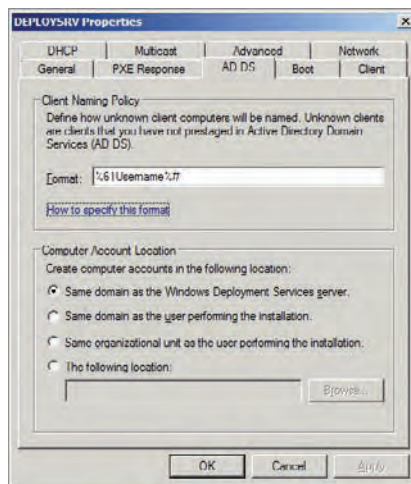 DEPLOYSRV Properties
DHCP Multicast Advanced Network
General PXE Response AD DS Boot Client
Client Naming Policy
Define how unknown client computers will be named. Unknown clients
are clients that you have not prestaged in Active Directory Domain
Services (AD DS).
Format: %61Username%#
How to specify this format
Computer Account Location
Create computer accounts in the following location:
Same domain as the Windows Deployment Services server.
Same domain as the user performing the installation.
Same organizational unit as the user performing the installation.
The following location:
Browse...
OK Cancel Apply